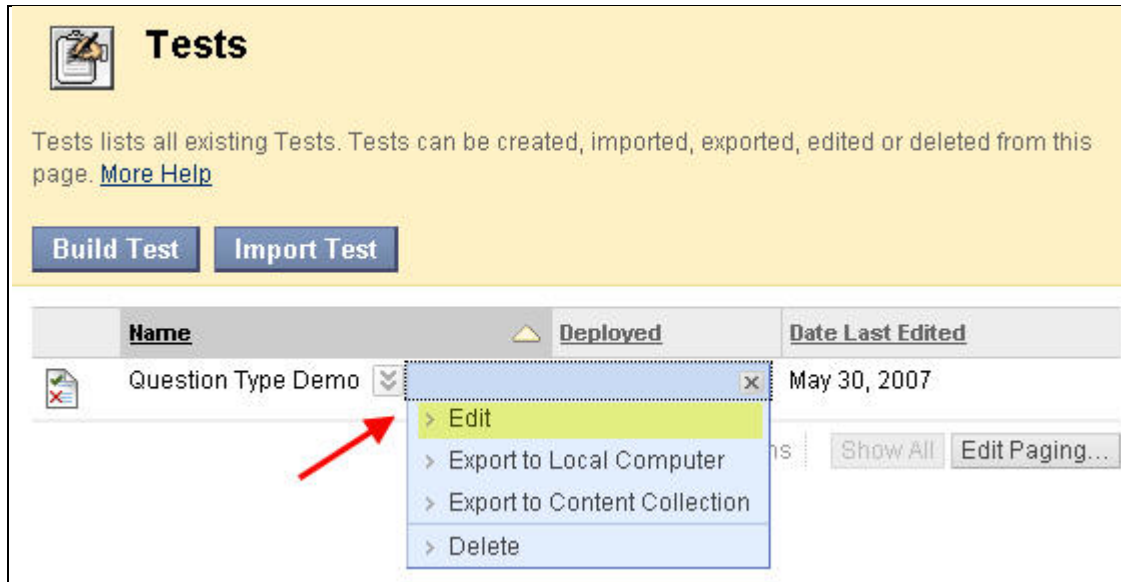 Tests
Tests lists all existing Tests. Tests can be created, imported, exported, edited or deleted from this
page. More Help
Build Test Import Test
Name Deployed Date Last Edited
Question Type Demo May 30, 2007
Edit
Export to Local Computer
Show All Edit Paging...
Export to Content Collection
Delete